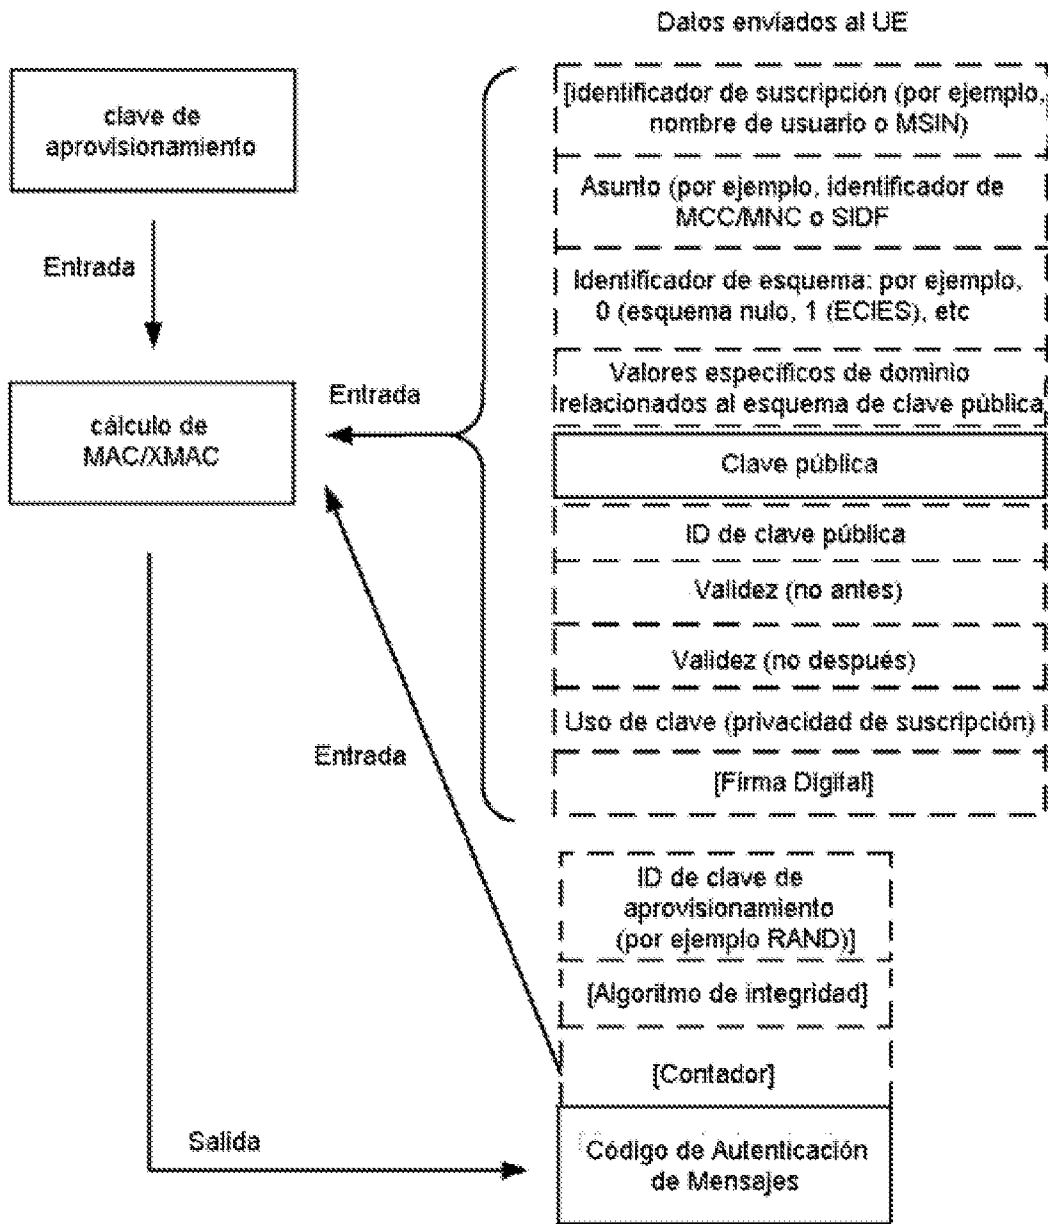 Datos envíados al UE
clave de
aprovisionamiento
Entrada
cálculo de
MAC/XMAC
Entrada
[identificador de suscripción (por ejemplo,
nombre de usuario o MSIN)
Asunto (por ejemplo, identificador de
MCC/MNC o SIDF
Identificador de esquema: por ejemplo,
0 (esquema nulo, 1 (ECIES), etc
Valores específicos de dominio
relacionados al esquema de clave pública
Clave pública
ID de clave pública
Validez (no antes)
Validez (no después)
Uso de clave (privacidad de suscripción)
[Firma Digital]
Entrada
ID de clave de
aprovisionamiento
(por ejemplo RAND)]
[Algoritmo de integridad]
[Contador]
Salida
Código de Autenticación
de Mensajes